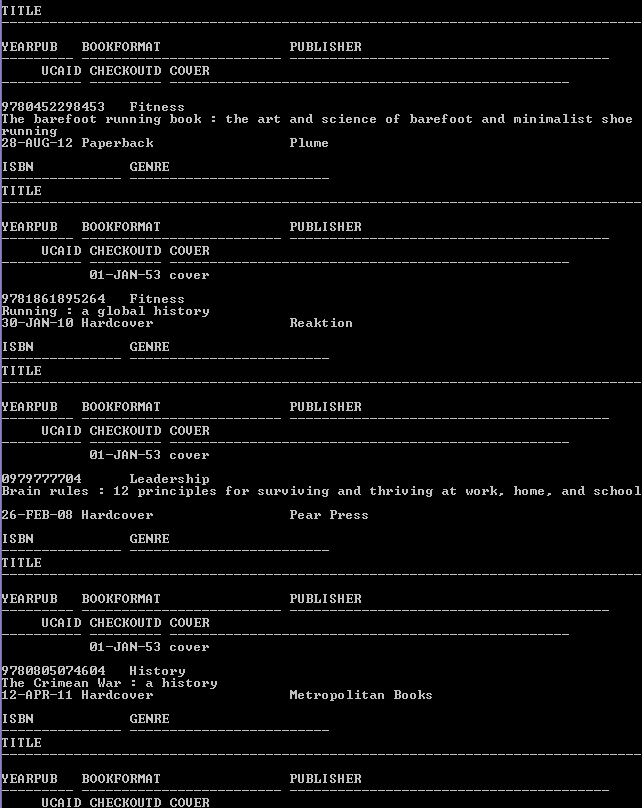 TITLE
--------------------------------------------------------------------------------
YEARPUB   BOOKFORMAT                PUBLISHER
--------- ------------------------- ----------------------------------------
     UCAID CHECKOUTD COVER
---------- --------- --------------------------------------------------
9780452298453   Fitness
The barefoot running book : the art and science of barefoot and minimalist shoe
running
28-AUG-12 Paperback                 Plume
ISBN            GENRE
--------------- -------------------------
TITLE
--------------------------------------------------------------------------------
YEARPUB   BOOKFORMAT                PUBLISHER
--------- ------------------------- ----------------------------------------
     UCAID CHECKOUTD COVER
---------- --------- --------------------------------------------------
           01-JAN-53 cover
9781861895264   Fitness
Running : a global history
30-JAN-10 Hardcover                 Reaktion
ISBN            GENRE
--------------- -------------------------
TITLE
--------------------------------------------------------------------------------
YEARPUB   BOOKFORMAT                PUBLISHER
--------- ------------------------- ----------------------------------------
     UCAID CHECKOUTD COVER
---------- --------- --------------------------------------------------
           01-JAN-53 cover
0979777704      Leadership
Brain rules : 12 principles for surviving and thriving at work, home, and school
26-FEB-08 Hardcover                 Pear Press
ISBN            GENRE
--------------- -------------------------
TITLE
--------------------------------------------------------------------------------
YEARPUB   BOOKFORMAT                PUBLISHER
--------- ------------------------- ----------------------------------------
     UCAID CHECKOUTD COVER
---------- --------- --------------------------------------------------
           01-JAN-53 cover
9780805074604   History
The Crimean War : a history
12-APR-11 Hardcover                 Metropolitan Books
ISBN            GENRE
--------------- -------------------------
TITLE
--------------------------------------------------------------------------------
YEARPUB   BOOKFORMAT                PUBLISHER
--------- ------------------------- ----------------------------------------
     UCAID CHECKOUTD COVER